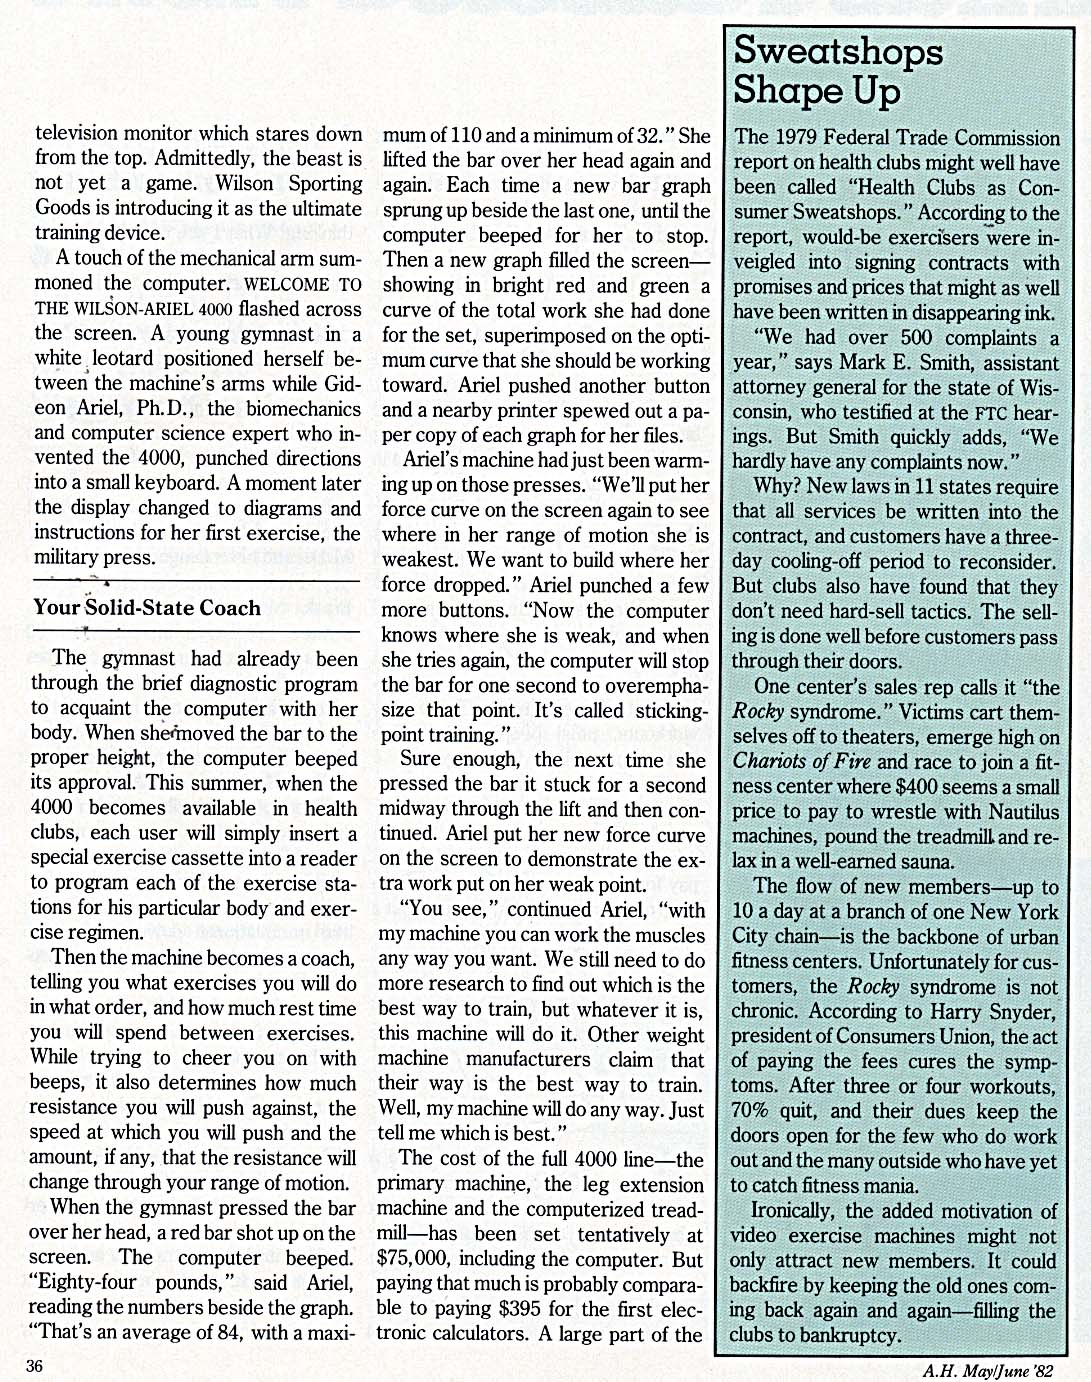 television monitor which stares down
from the top. Admittedly, the beast is
not yet a game. Wilson Sporting
Goods is introducing it as the ultimate
training device.
A touch of the mechanical arm sum-
moned the computer. WELCOME TO
THE WILSON-ARIEL 4000 flashed across
the screen. A young gymnast in a
white leotard positioned herself be-
tween the machine's arms while Gid-
eon Ariel, Ph.D., the biomechanics
and computer science expert who in-
vented the 4000, punched directions
into a small keyboard. A moment later
the display changed to diagrams and
instructions for her first exercise, the
military press.
Your Solid-State Coach
The gymnast had already been
through the brief diagnostic program
to acquaint the computer with her
body. When she moved the bar to the
proper height, the computer beeped
its approval. This summer, when the
4000 becomes available in health
clubs, each user will simply insert a
special exercise cassette into a reader
to program each of the exercise sta-
tions for his particular body and exer-
cise regimen.
Then the machine becomes a coach,
telling you what exercises you will do
in what order, and how much rest time
you will spend between exercises.
While trying to cheer you on with
beeps, it also determines how much
resistance you will push against, the
speed at which you will push and the
amount, if any, that the resistance will
change through your range of motion.
When the gymnast pressed the bar
over her head, a red bar shot up on the
screen. The computer beeped.
"Eighty-four pounds," said Ariel,
reading the numbers beside the graph.
"That's an average of 84, with a maxi-
mum of 110 and a minimum of 32." She
lifted the bar over her head again and
again. Each time a new bar graph
sprung up beside the last one, until the
computer beeped for her to stop.
Then a new graph filled the screen—
showing in bright red and green a
curve of the total work she had done
for the set, superimposed on the opti-
mum curve that she should be working
toward. Ariel pushed another button
and a nearby printer spewed out a pa-
per copy of each graph for her files.
Ariel's machine had just been warm-
ing up on those presses. "We'll put her
force curve on the screen again to see
where in her range of motion she is
weakest. We want to build where her
force dropped." Ariel punched a few
more buttons. "Now the computer
knows where she is weak, and when
she tries again, the computer will stop
the bar for one second to overempha-
size that point. It's called sticking-
point training."
Sure enough, the next time she
pressed the bar it stuck for a second
midway through the lift and then con-
tinued. Ariel put her new force curve
on the screen to demonstrate the ex-
tra work put on her weak point.
"You see," continued Ariel, "with
my machine you can work the muscles
any way you want. We still need to do
more research to find out which is the
best way to train, but whatever it is,
this machine will do it. Other weight
machine manufacturers claim that
their way is the best way to train.
Well, my machine will do any way. Just
tell me which is best."
The cost of the full 4000 line—the
primary machine, the leg extension
machine and the computerized tread-
mill—has been set tentatively at
$75,000, including the computer. But
paying that much is probably compara-
ble to paying $395 for the first elec-
tronic calculators. A large part of the
Sweatshops
Shape Up
The 1979 Federal Trade Commission
report on health clubs might well have
been called "Health Clubs as Con-
sumer Sweatshops." According to the
report, would-be exercisers were in-
veigled into signing contracts with
promises and prices that might as well
have been written in disappearing ink.
"We had over 500 complaints a
year," says Mark E. Smith, assistant
attorney general for the state of Wis-
consin, who testified at the FTC hear-
ings. But Smith quickly adds, "We
hardly have any complaints now."
Why? New laws in 11 states require
that all services be written into the
contract, and customers have a three-
day cooling-off period to reconsider.
But clubs also have found that they
don't need hard-sell tactics. The sell-
ing is done well before customers pass
through their doors.
One center's sales rep calls it "the
Rocky syndrome." Victims cart them-
selves off to theaters, emerge high on
Chariots of Fire and race to join a fit-
ness center where $400 seems a small
price to pay to wrestle with Nautilus
machines, pound the treadmill and re-
lax in a well-earned sauna.
The flow of new members—up to
10 a day at a branch of one New York
City chain—is the backbone of urban
fitness centers. Unfortunately for cus-
tomers, the Rocky syndrome is not
chronic. According to Harry Snyder,
president of Consumers Union, the act
of paying the fees cures the symp-
toms. After three or four workouts,
70% quit, and their dues keep the
doors open for the few who do work
out and the many outside who have yet
to catch fitness mania.
Ironically, the added motivation of
video exercise machines might not
only attract new members. It could
backfire by keeping the old ones com-
ing back again and again—filling the
clubs to bankruptcy.
36
A.H. May/June '82